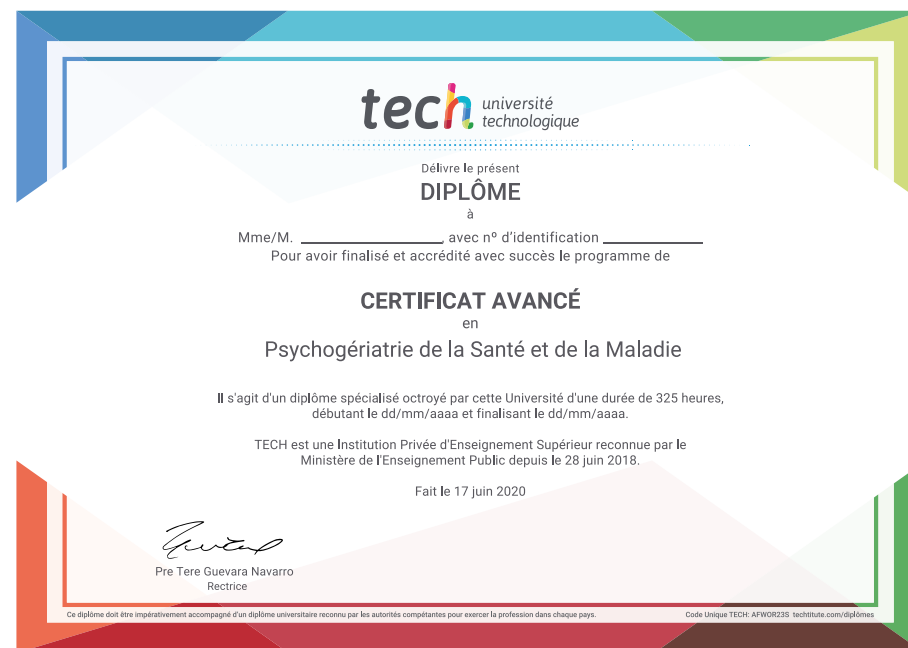 tech université
technologique
Délivre le présent
DIPLÔME
à
Mme/M. ____________________, avec nº d'identification ______________
Pour avoir finalisé et accrédité avec succès le programme de
CERTIFICAT AVANCÉ
en
Psychogériatrie de la Santé et de la Maladie
Il s'agit d'un diplôme spécialisé octroyé par cette Université d'une durée de 325 heures,
débutant le dd/mm/aaaa et finalisant le dd/mm/aaaa.
TECH est une Institution Privée d'Enseignement Supérieur reconnue par le
Ministère de l'Enseignement Public depuis le 28 juin 2018.
Fait le 17 juin 2020
Pre Tere Guevara Navarro
Rectrice
Ce diplôme doit être impérativement accompagné d'un diplôme universitaire reconnu par les autorités compétentes pour exercer la profession dans chaque pays. Code Unique TECH: AFWOR23S techtitute.com/diplômes